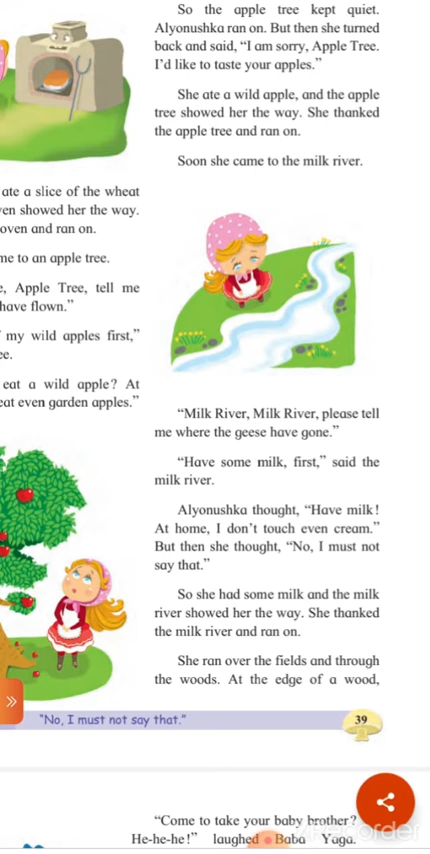 ate a slice of the wheat
en showed her the way.
oven and ran on.
me to an apple tree.
e, Apple Tree, tell me
have flown.”
my wild apples first,”
ee.
eat a wild apple? At
eat even garden apples.”
So the apple tree kept quiet.
Alyonushka ran on. But then she turned
back and said, “I am sorry, Apple Tree.
I’d like to taste your apples.”
She ate a wild apple, and the apple
tree showed her the way. She thanked
the apple tree and ran on.
Soon she came to the milk river.
“Milk River, Milk River, please tell
me where the geese have gone.”
“Have some milk, first,” said the
milk river.
Alyonushka thought, “Have milk!
At home, I don’t touch even cream.”
But then she thought, “No, I must not
say that.”
So she had some milk and the milk
river showed her the way. She thanked
the milk river and ran on.
She ran over the fields and through
the woods. At the edge of a wood,
“No, I must not say that.”
39
“Come to take your baby brother?
He-he-he!” laughed Baba Yaga.